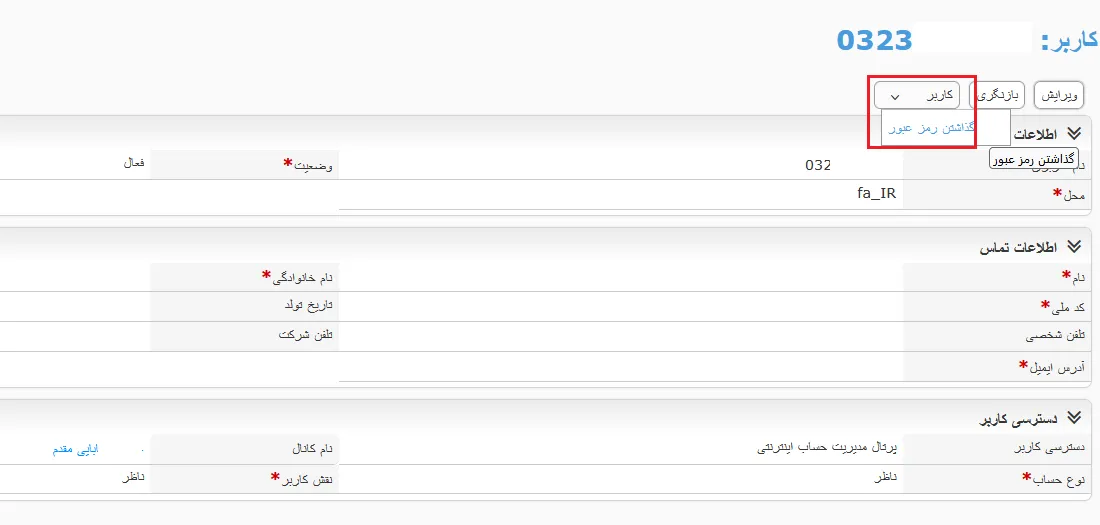 کاربر: 0323
ویرایش بازنگری کاربر
گذاشتن رمز عبور
اطلاعات
گذاشتن رمز عبور
نام 032 وضعیت* فعال
محل* fa_IR
اطلاعات تماس
نام* نام خانوادگی*
کد ملی* تاریخ تولد
تلفن شخصی تلفن شرکت
آدرس ایمیل*
دسترسی کاربر
دسترسی کاربر پرتال مدیریت حساب اینترنتی نام کانال . ابایی مقدم
نوع حساب* ناظر نقش کاربر* ناظر